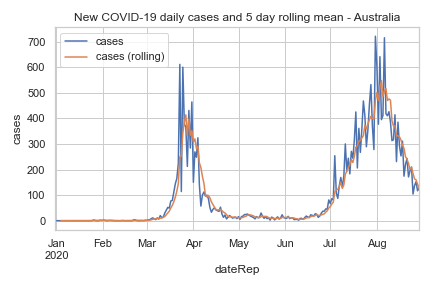 New COVID-19 daily cases and 5 day rolling mean - Australia
cases
cases (rolling)
700
600
500
400
300
200
100
0
cases
Jan Feb Mar Apr May Jun Jul Aug
2020
dateRep